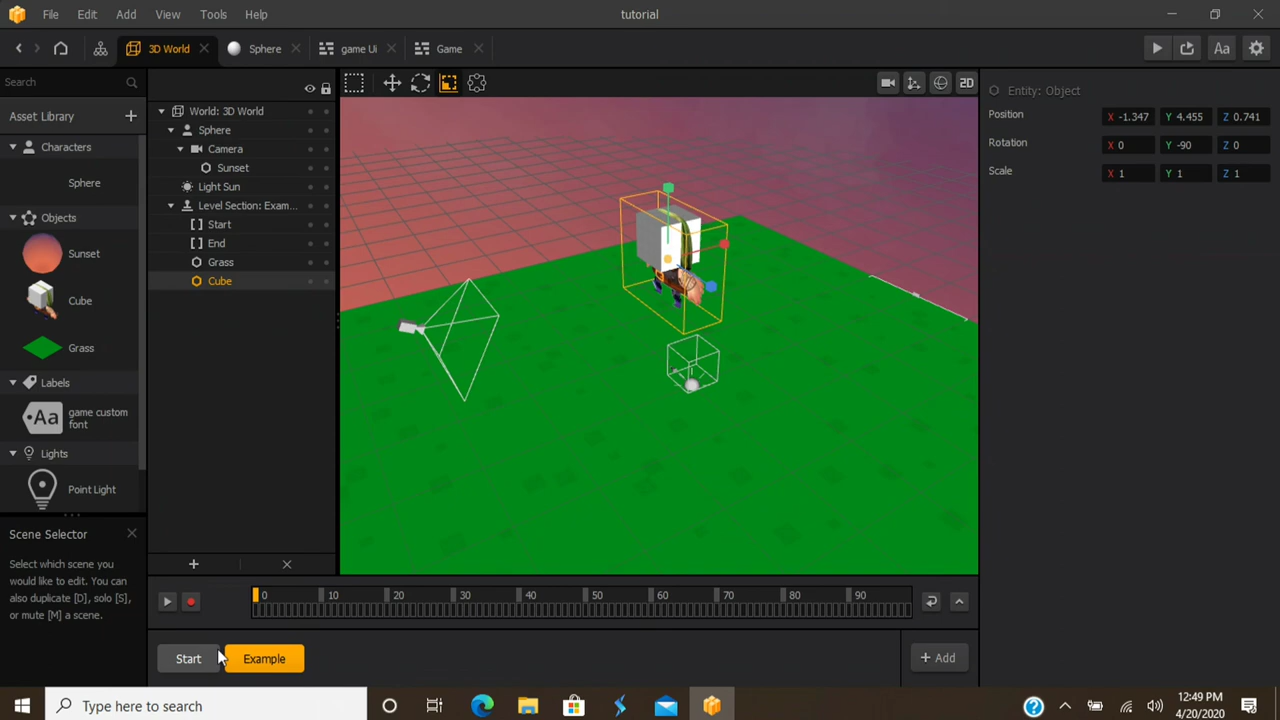 File Edit Add View Tools Help tutorial
3D World Sphere game Ui Game Aa
Search
Asset Library
Characters
Sphere
Objects
Sunset
Cube
Grass
Labels
Aa game custom
font
Lights
Point Light
World: 3D World
Sphere
Camera
Sunset
Light Sun
Level Section: Exam...
Start
End
Grass
Cube
2D
Entity: Object
Position X -1.347 Y 4.455 Z 0.741
Rotation X 0 Y -90 Z 0
Scale X 1 Y 1 Z 1
Scene Selector
Select which scene you
would like to edit. You can
also duplicate [D], solo [S],
or mute [M] a scene.
0 10 20 30 40 50 60 70 80 90
Start Example + Add
Type here to search
12:49 PM
4/20/2020